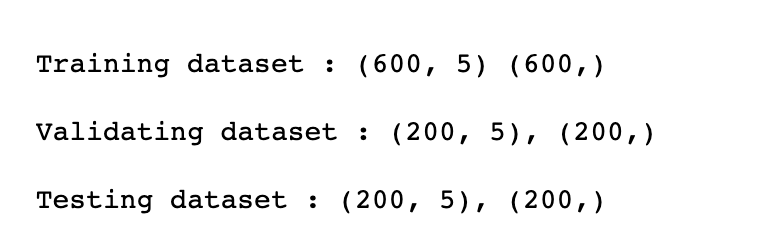 Training dataset : (600, 5) (600,)
Validating dataset : (200, 5), (200,)
Testing dataset : (200, 5), (200,)